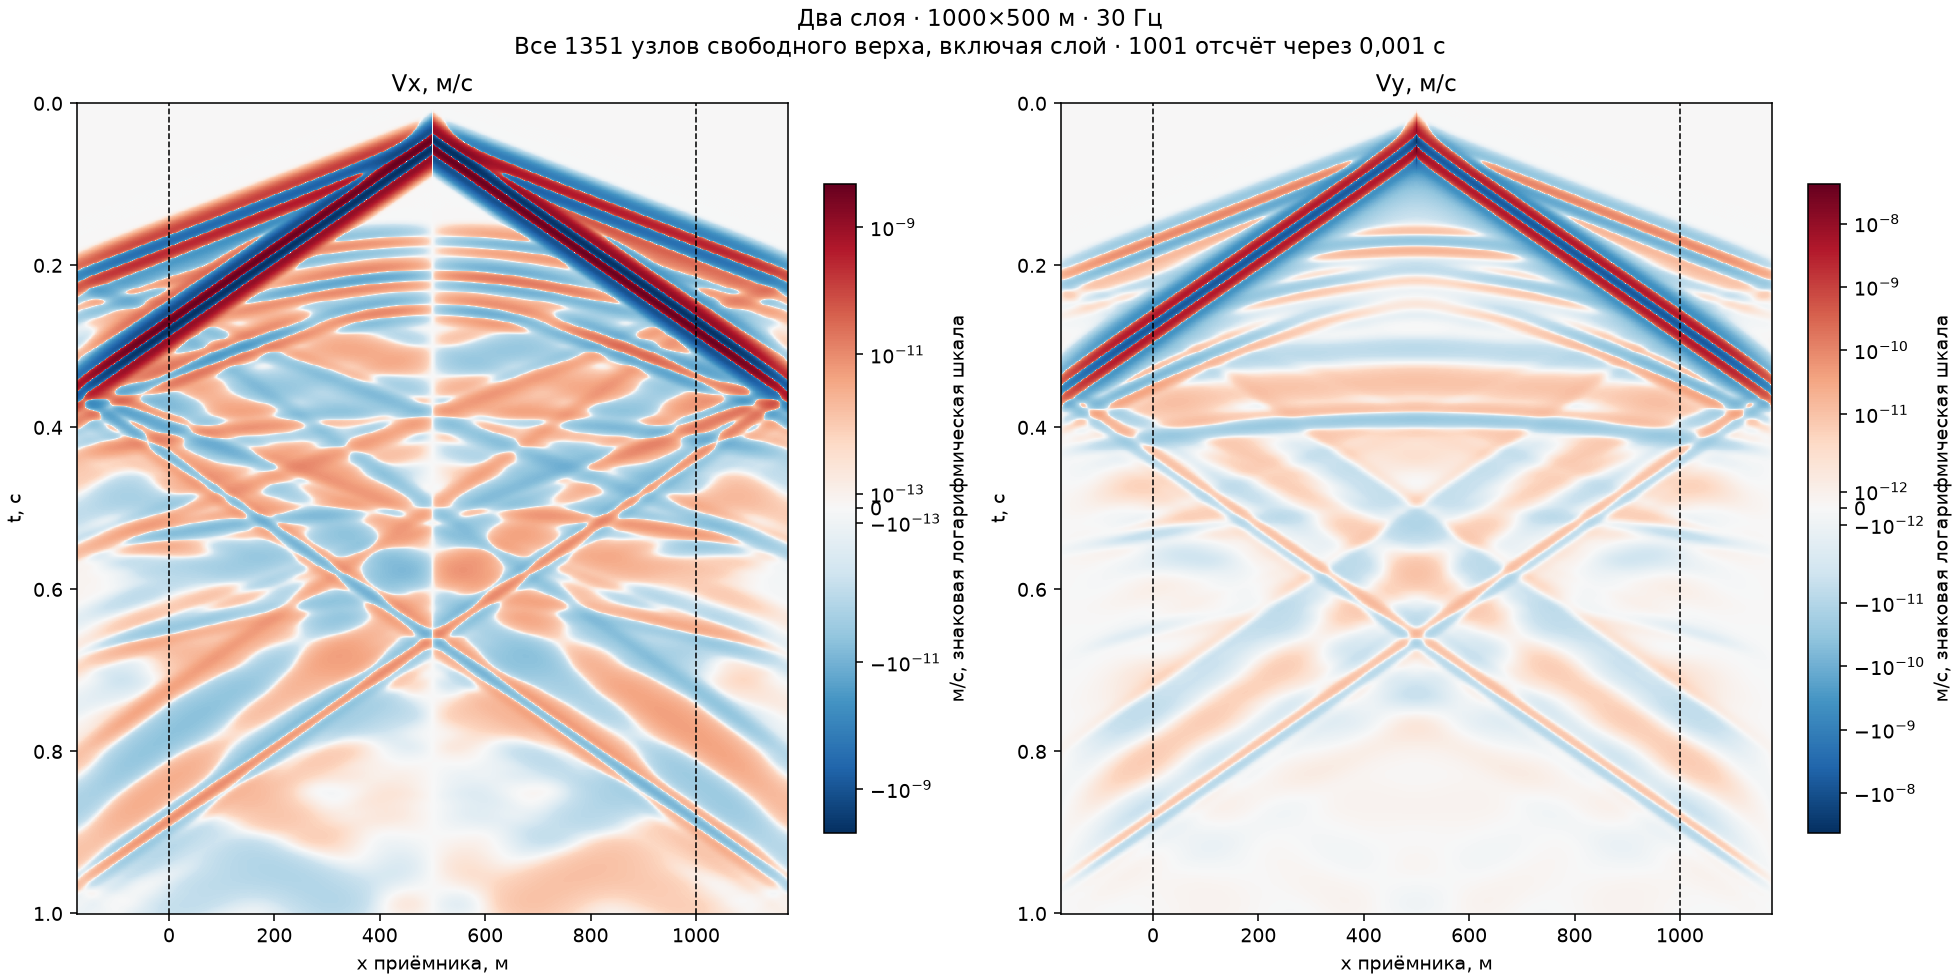 Два слоя · 1000×500 м · 30 Гц
Все 1351 узлов свободного верха, включая слой · 1001 отсчёт через 0,001 с
Vx, м/с
0.0
0.2
0.4
0.6
0.8
1.0
t, с
0 200 400 600 800 1000
x приёмника, м
10⁻⁹
10⁻¹¹
10⁻¹³
0
−10⁻¹³
−10⁻¹¹
−10⁻⁹
м/с, знаковая логарифмическая шкала
Vy, м/с
0.0
0.2
0.4
0.6
0.8
1.0
t, с
0 200 400 600 800 1000
x приёмника, м
10⁻⁸
10⁻⁹
10⁻¹⁰
10⁻¹¹
10⁻¹²
0
−10⁻¹²
−10⁻¹¹
−10⁻¹⁰
−10⁻⁹
−10⁻⁸
м/с, знаковая логарифмическая шкала